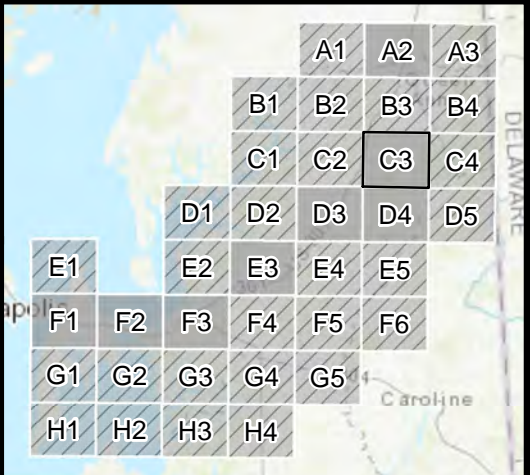 A1 A2 A3
B1 B2 B3 B4
DELAWARE
C1 C2 C3 C4
D1 D2 D3 D4 D5
E1 E2 E3 E4 E5
apolis
F1 F2 F3 F4 F5 F6
G1 G2 G3 G4 G5
Caroline
H1 H2 H3 H4